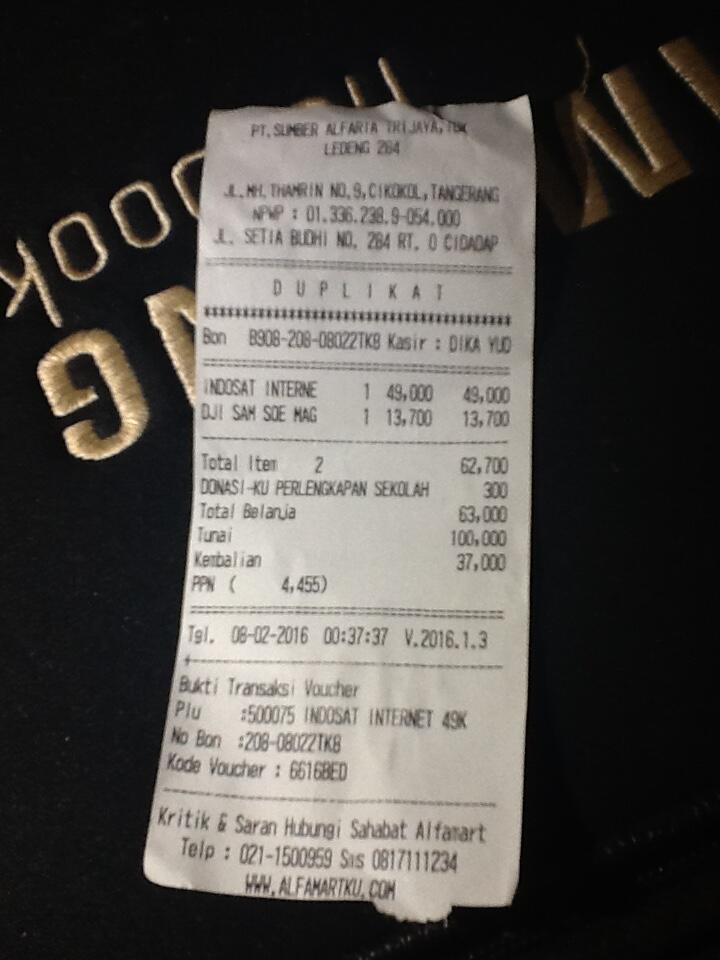 PT.SUMBER ALFARIA TRIJAYA,TBK
LEDENG 284
JL.MH.THAMRIN NO.9,CIKOKOL,TANGERANG
NPWP : 01.336.238.9-054.000
JL. SETIA BUDHI NO. 284 RT. 0 CIDADAP
================================
D U P L I K A T
********************************
Bon B908-208-08022TK8 Kasir : DIKA YUD
================================
INDOSAT INTERNE 1 49,000 49,000
DJI SAM SOE MAG 1 13,700 13,700
--------------------------------
Total Item 2 62,700
DONASI-KU PERLENGKAPAN SEKOLAH 300
Total Belanja 63,000
Tunai 100,000
Kembalian 37,000
PPN ( 4,455)
================================
Tgl. 08-02-2016 00:37:37 V.2016.1.3
+-------------------------------
Bukti Transaksi Voucher
Plu :500075 INDOSAT INTERNET 49K
No Bon :208-08022TK8
Kode Voucher : 6616BED
--------------------------------
Kritik & Saran Hubungi Sahabat Alfamart
Telp : 021-1500959 Sms 0817111234
WWW.ALFAMARTKU.COM